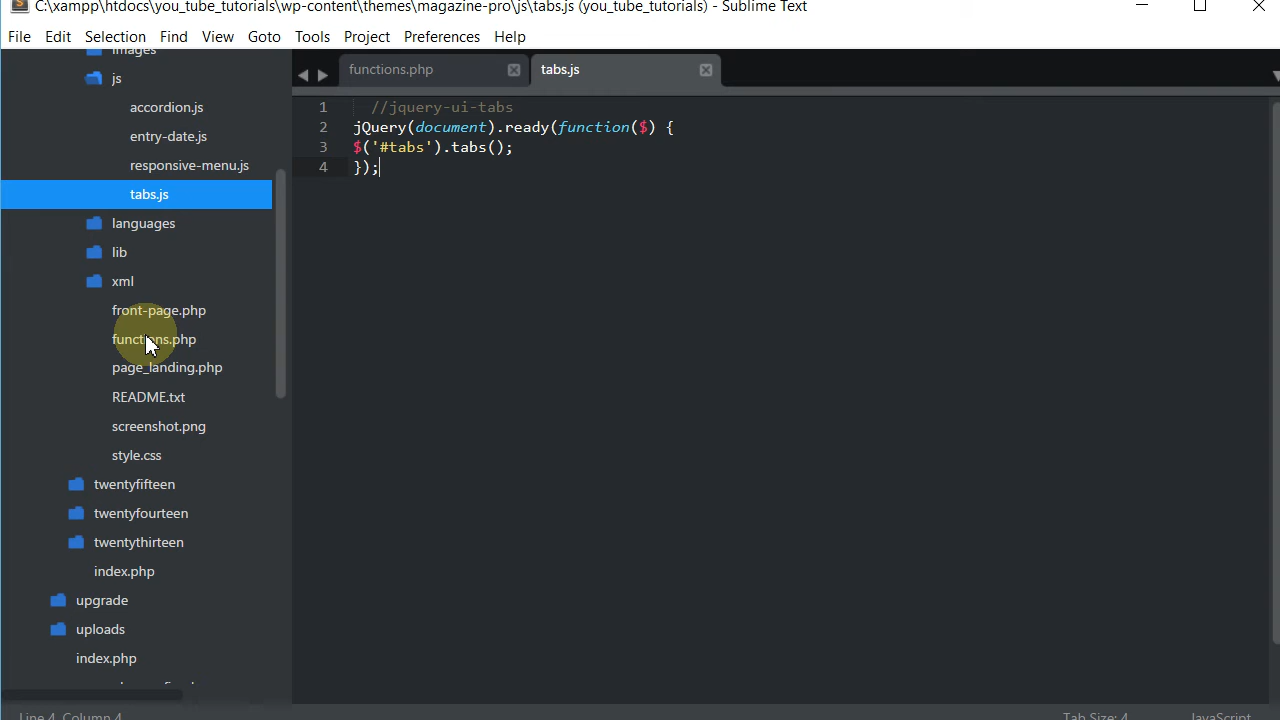 C:\xampp\htdocs\you_tube_tutorials\wp-content\themes\magazine-pro\js\tabs.js (you_tube_tutorials) - Sublime Text
File Edit Selection Find View Goto Tools Project Preferences Help
images
js
accordion.js
entry-date.js
responsive-menu.js
tabs.js
languages
lib
xml
front-page.php
functions.php
page_landing.php
README.txt
screenshot.png
style.css
twentyfifteen
twentyfourteen
twentythirteen
index.php
upgrade
uploads
index.php
functions.php tabs.js
1 //jquery-ui-tabs
2 jQuery(document).ready(function($) {
3 $('#tabs').tabs();
4 });
Line 4, Column 4 Tab Size: 4 JavaScript